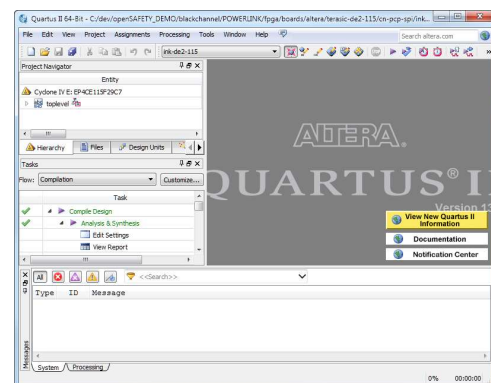 Quartus II 64-Bit - C:/dev/openSAFETY_DEMO/blackchannel/POWERLINK/fpga/boards/altera/terasic-de2-115/cn-pcp-spi/ink...
File Edit View Project Assignments Processing Tools Window Help
Search altera.com
ink-de2-115
Project Navigator
Entity
Cyclone IV E: EP4CE115F29C7
toplevel
Hierarchy Files Design Units
Tasks
Flow: Compilation Customize...
Task
Compile Design
Analysis & Synthesis
Edit Settings
View Report
ALTERA.
QUARTUS® II
Version 13
View New Quartus II
Information
Documentation
Notification Center
All <<Search>>
Type ID Message
Messages
System Processing
0% 00:00:00